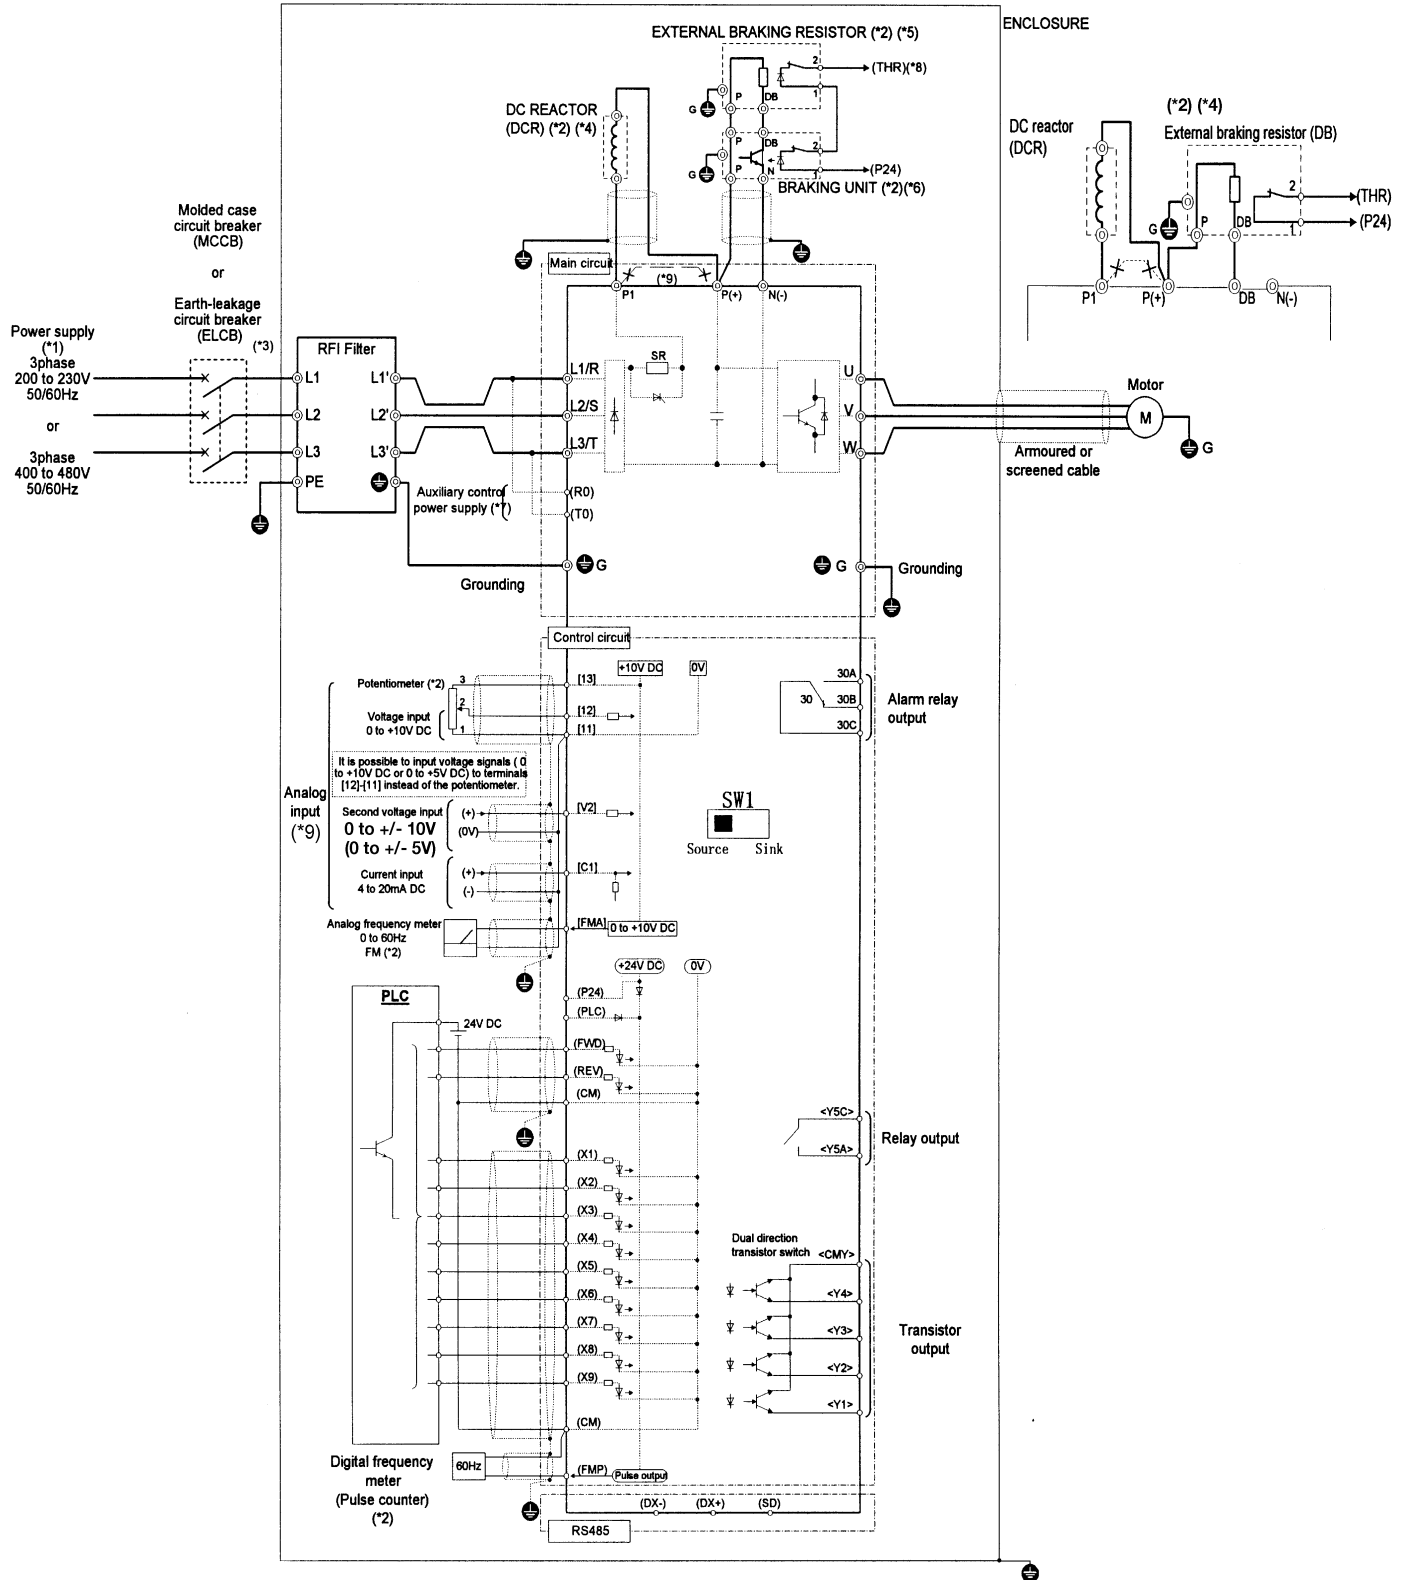 ENCLOSURE
EXTERNAL BRAKING RESISTOR (*2) (*5)
2
(THR)(*8)
1
P
DB
G
DC REACTOR
(DCR) (*2) (*4)
P
DB
2
G
P
N
1
(P24)
BRAKING UNIT (*2)(*6)
(*2) (*4)
DC reactor
(DCR)
External braking resistor (DB)
2
(THR)
1
(P24)
G
P
DB
P1
P(+)
DB
N(-)
Molded case
circuit breaker
(MCCB)
or
Earth-leakage
circuit breaker
(ELCB)
(*3)
Power supply
(*1)
3phase
200 to 230V
50/60Hz
or
3phase
400 to 480V
50/60Hz
RFI Filter
L1
L1'
L2
L2'
L3
L3'
PE
Main circuit
(*9)
P1
P(+)
N(-)
L1/R
SR
U
L2/S
V
L3/T
W
Motor
M
G
Armoured or
screened cable
Auxiliary control
power supply (*7)
(R0)
(T0)
G
Grounding
G
Grounding
Control circuit
+10V DC
0V
Potentiometer (*2)
3
[13]
2
[12]
Voltage input
0 to +10V DC
1
[11]
30A
30
30B
30C
Alarm relay
output
It is possible to input voltage signals ( 0
to +10V DC or 0 to +5V DC) to terminals
[12]-[11] instead of the potentiometer.
Analog
input
(*9)
Second voltage input
0 to +/- 10V
(0 to +/- 5V)
(+)
(0V)
[V2]
SW1
Source
Sink
Current input
4 to 20mA DC
(+)
(-)
[C1]
Analog frequency meter
0 to 60Hz
FM (*2)
[FMA]
0 to +10V DC
+24V DC
0V
PLC
24V DC
(P24)
(PLC)
(FWD)
(REV)
(CM)
<Y5C>
<Y5A>
Relay output
(X1)
(X2)
(X3)
(X4)
(X5)
(X6)
(X7)
(X8)
(X9)
(CM)
Dual direction
transistor switch
<CMY>
<Y4>
<Y3>
<Y2>
<Y1>
Transistor
output
Digital frequency
meter
(Pulse counter)
(*2)
60Hz
(FMP)
Pulse output
(DX-)
(DX+)
(SD)
RS485